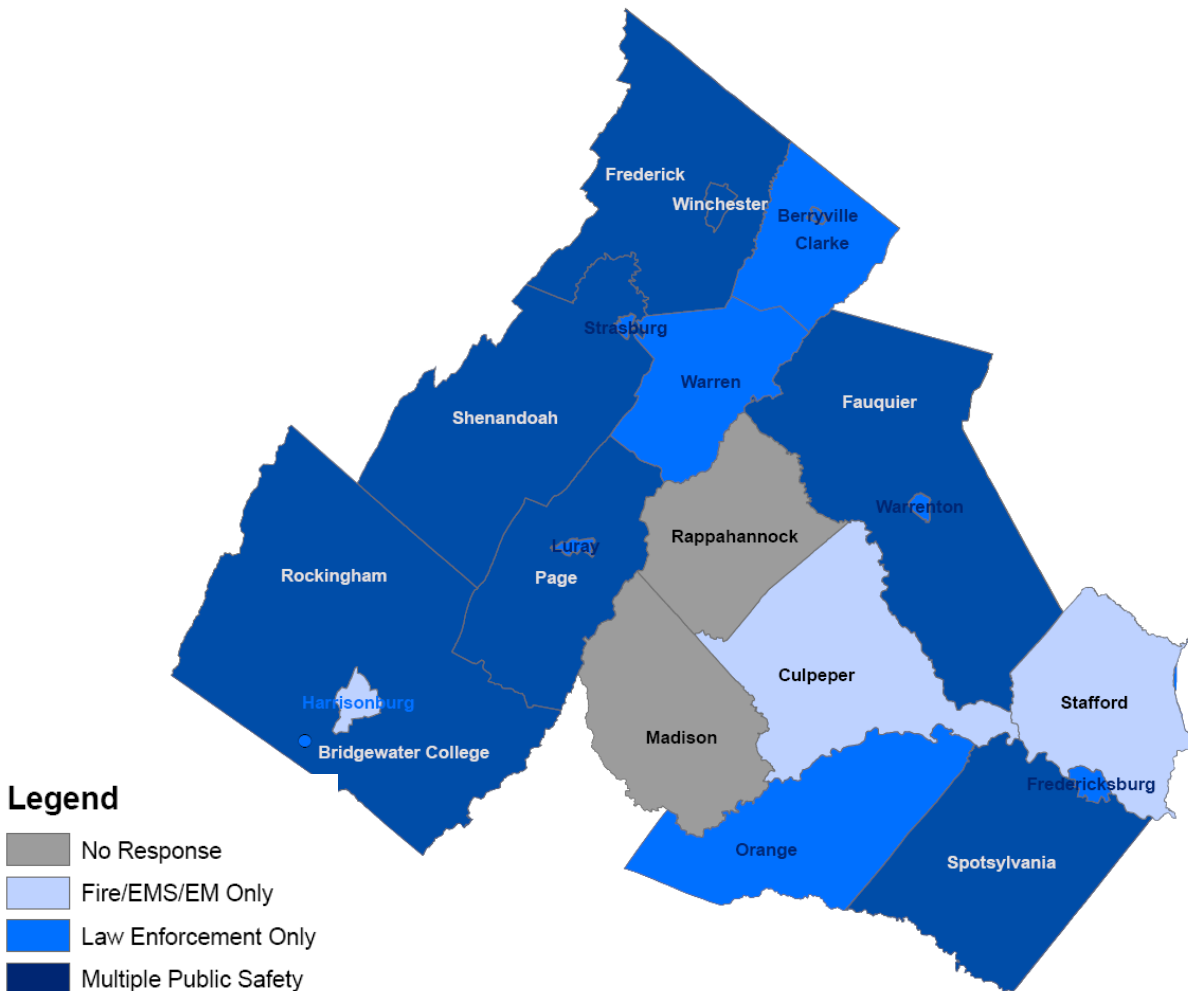 Frederick
Winchester
Berryville
Clarke
Strasburg
Warren
Fauquier
Shenandoah
Warrenton
Rappahannock
Luray
Rockingham
Page
Culpeper
Harrisonburg
Stafford
Madison
Bridgewater College
Fredericksburg
Orange
Spotsylvania
Legend
No Response
Fire/EMS/EM Only
Law Enforcement Only
Multiple Public Safety